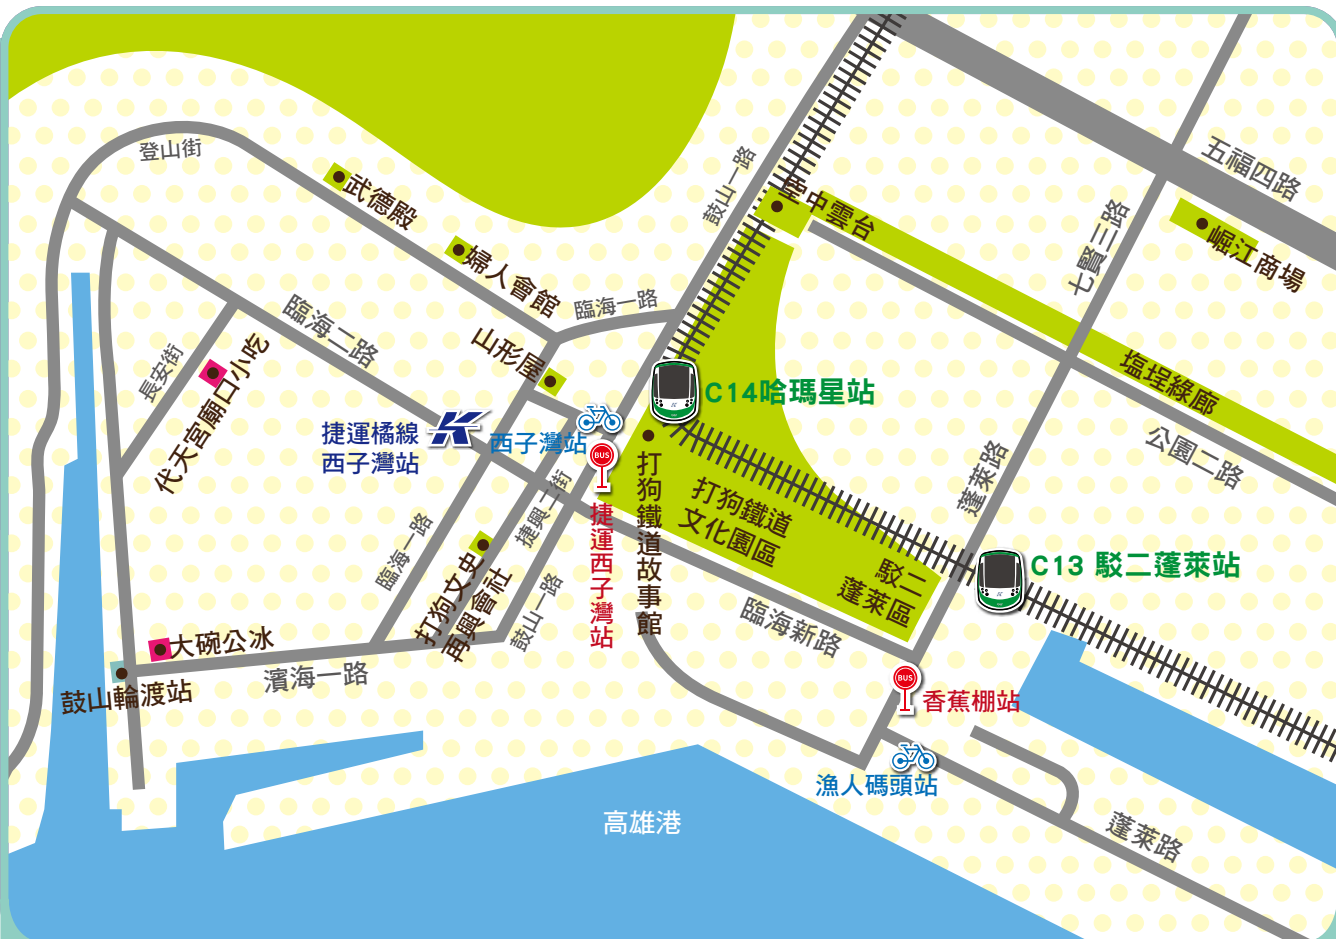 登山街
武德殿
鼓山一路
聖中雲台
五福四路
七賢三路
崛江商場
婦人會館
臨海一路
臨海二路
山形屋
長安街
代天宮廟口小吃
塩埕綠廊
C14哈瑪星站
捷運橘線
西子灣站
西子灣站
BUS
公園二路
蓬萊路
打狗鐵道故事館
打狗鐵道
文化園區
捷興二街
捷運西子灣站
臨海一路
打狗文史
再興會社
駁二
蓬萊區
C13 駁二蓬萊站
鼓山一路
臨海新路
大碗公冰
濱海一路
鼓山輪渡站
BUS
香蕉棚站
漁人碼頭站
高雄港
蓬萊路